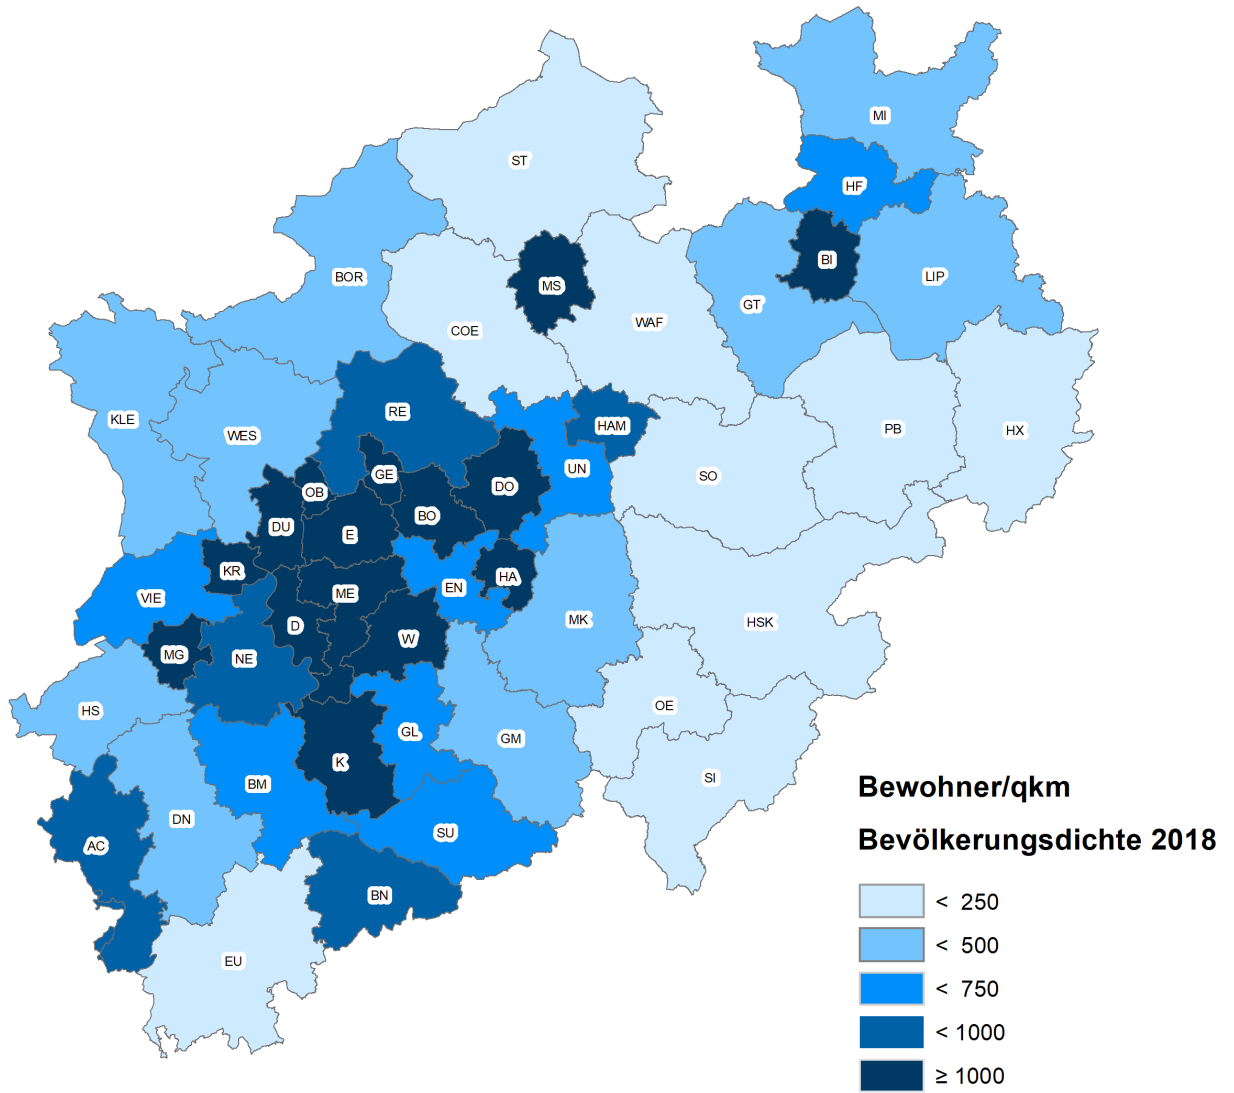 MI
ST
HF
BI
BOR
LIP
MS
GT
WAF
COE
RE
KLE
HAM
PB
HX
WES
UN
GE
SO
DO
OB
BO
DU
E
KR
HA
EN
ME
VIE
MK
HSK
D
W
MG
NE
OE
HS
GL
GM
K
SI
BM
Bewohner/qkm
DN
SU
Bevölkerungsdichte 2018
AC
BN
< 250
< 500
EU
< 750
< 1000
≥ 1000